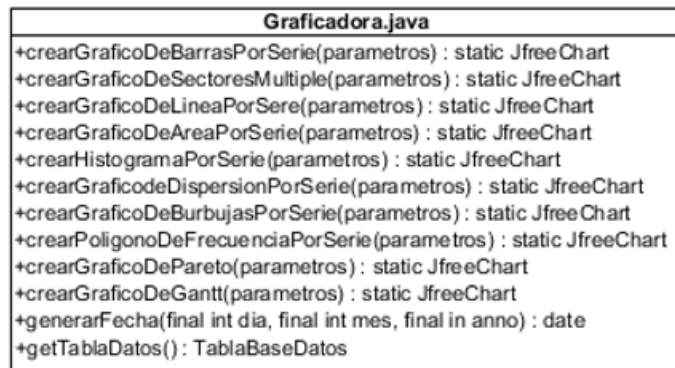 Graficadora.java
+crearGraficoDeBarrasPorSerie(parametros) : static JfreeChart
+crearGraficoDeSectoresMultiple(parametros) : static JfreeChart
+crearGraficoDeLineaPorSere(parametros) : static JfreeChart
+crearGraficoDeAreaPorSerie(parametros) : static JfreeChart
+crearHistogramaPorSerie(parametros) : static JfreeChart
+crearGraficodeDispersionPorSerie(parametros) : static JfreeChart
+crearGraficoDeBurbujasPorSerie(parametros) : static JfreeChart
+crearPoligonoDeFrecuenciaPorSerie(parametros) : static JfreeChart
+crearGraficoDePareto(parametros) : static JfreeChart
+crearGraficoDeGantt(parametros) : static JfreeChart
+generarFecha(final int dia, final int mes, final in anno) : date
+getTablaDatos() : TablaBaseDatos